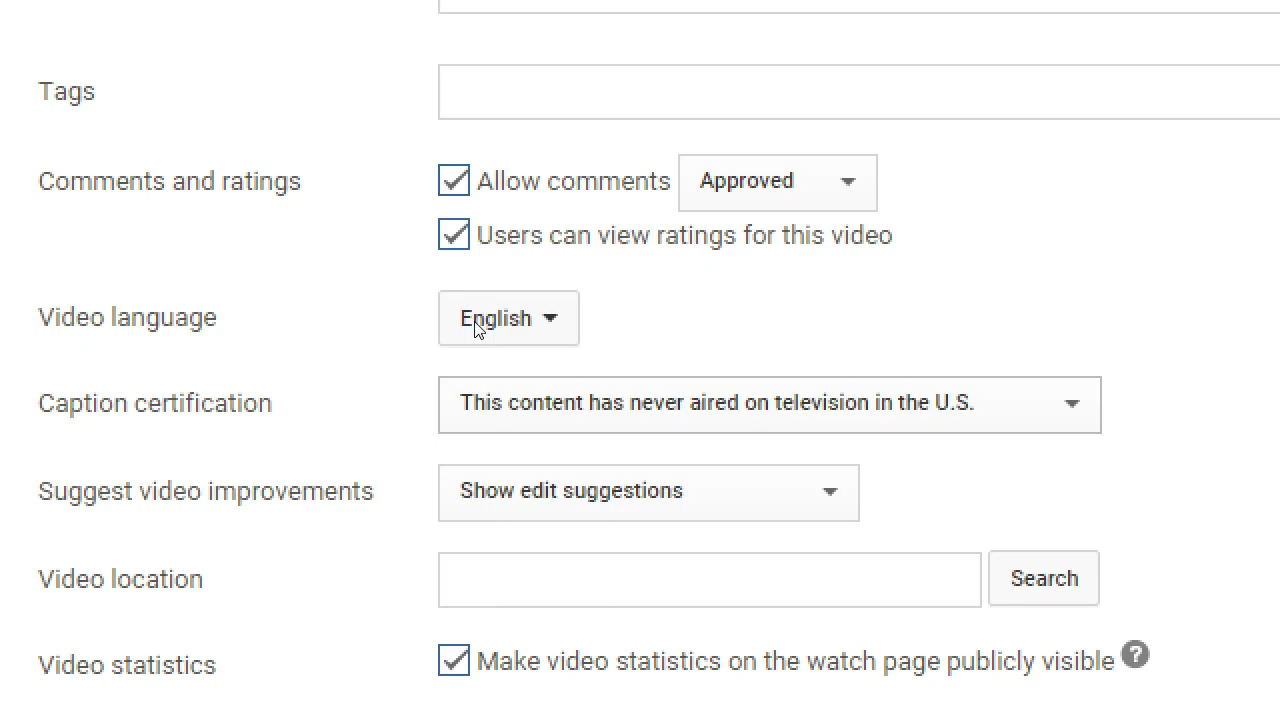 Tags
Comments and ratings
Allow comments
Approved
Users can view ratings for this video
Video language
English
Caption certification
This content has never aired on television in the U.S.
Suggest video improvements
Show edit suggestions
Video location
Search
Video statistics
Make video statistics on the watch page publicly visible ?